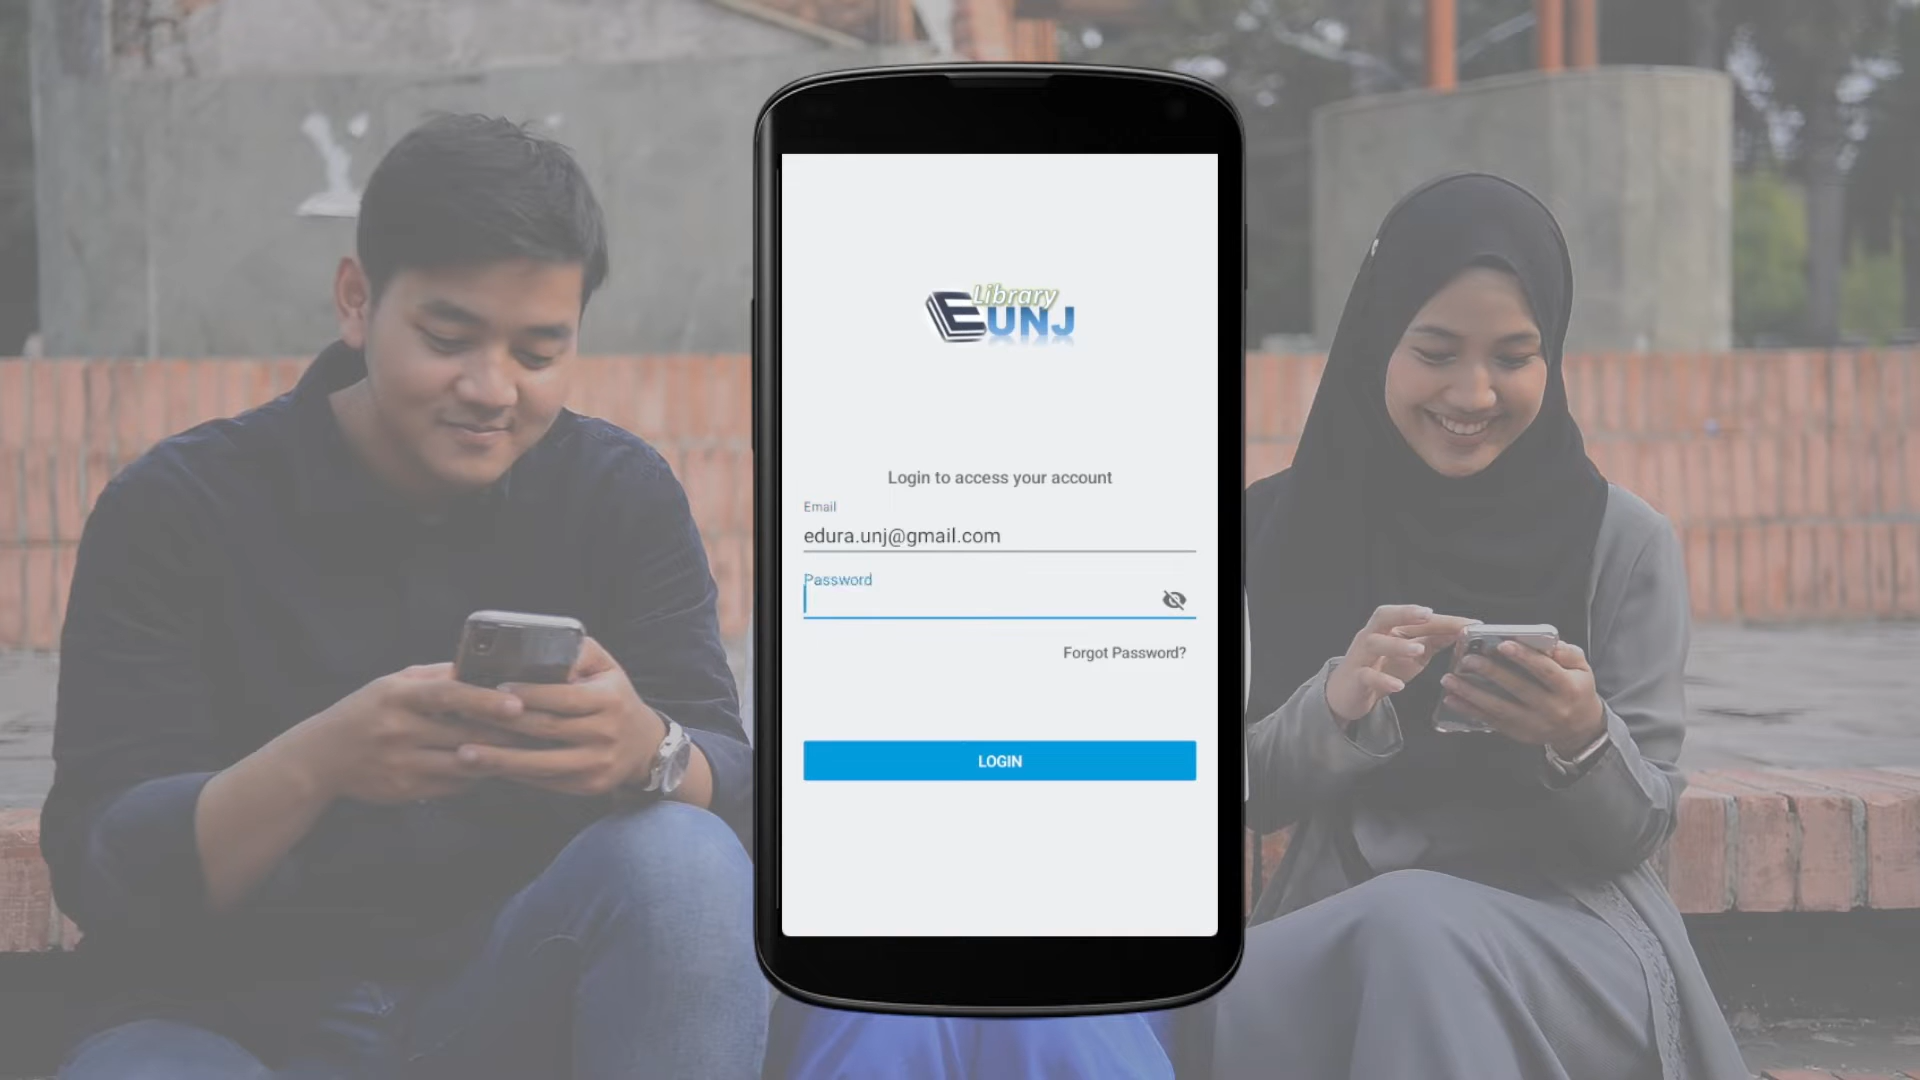 Library
EUNJ
Login to access your account
Email
edura.unj@gmail.com
Password
Forgot Password?
LOGIN